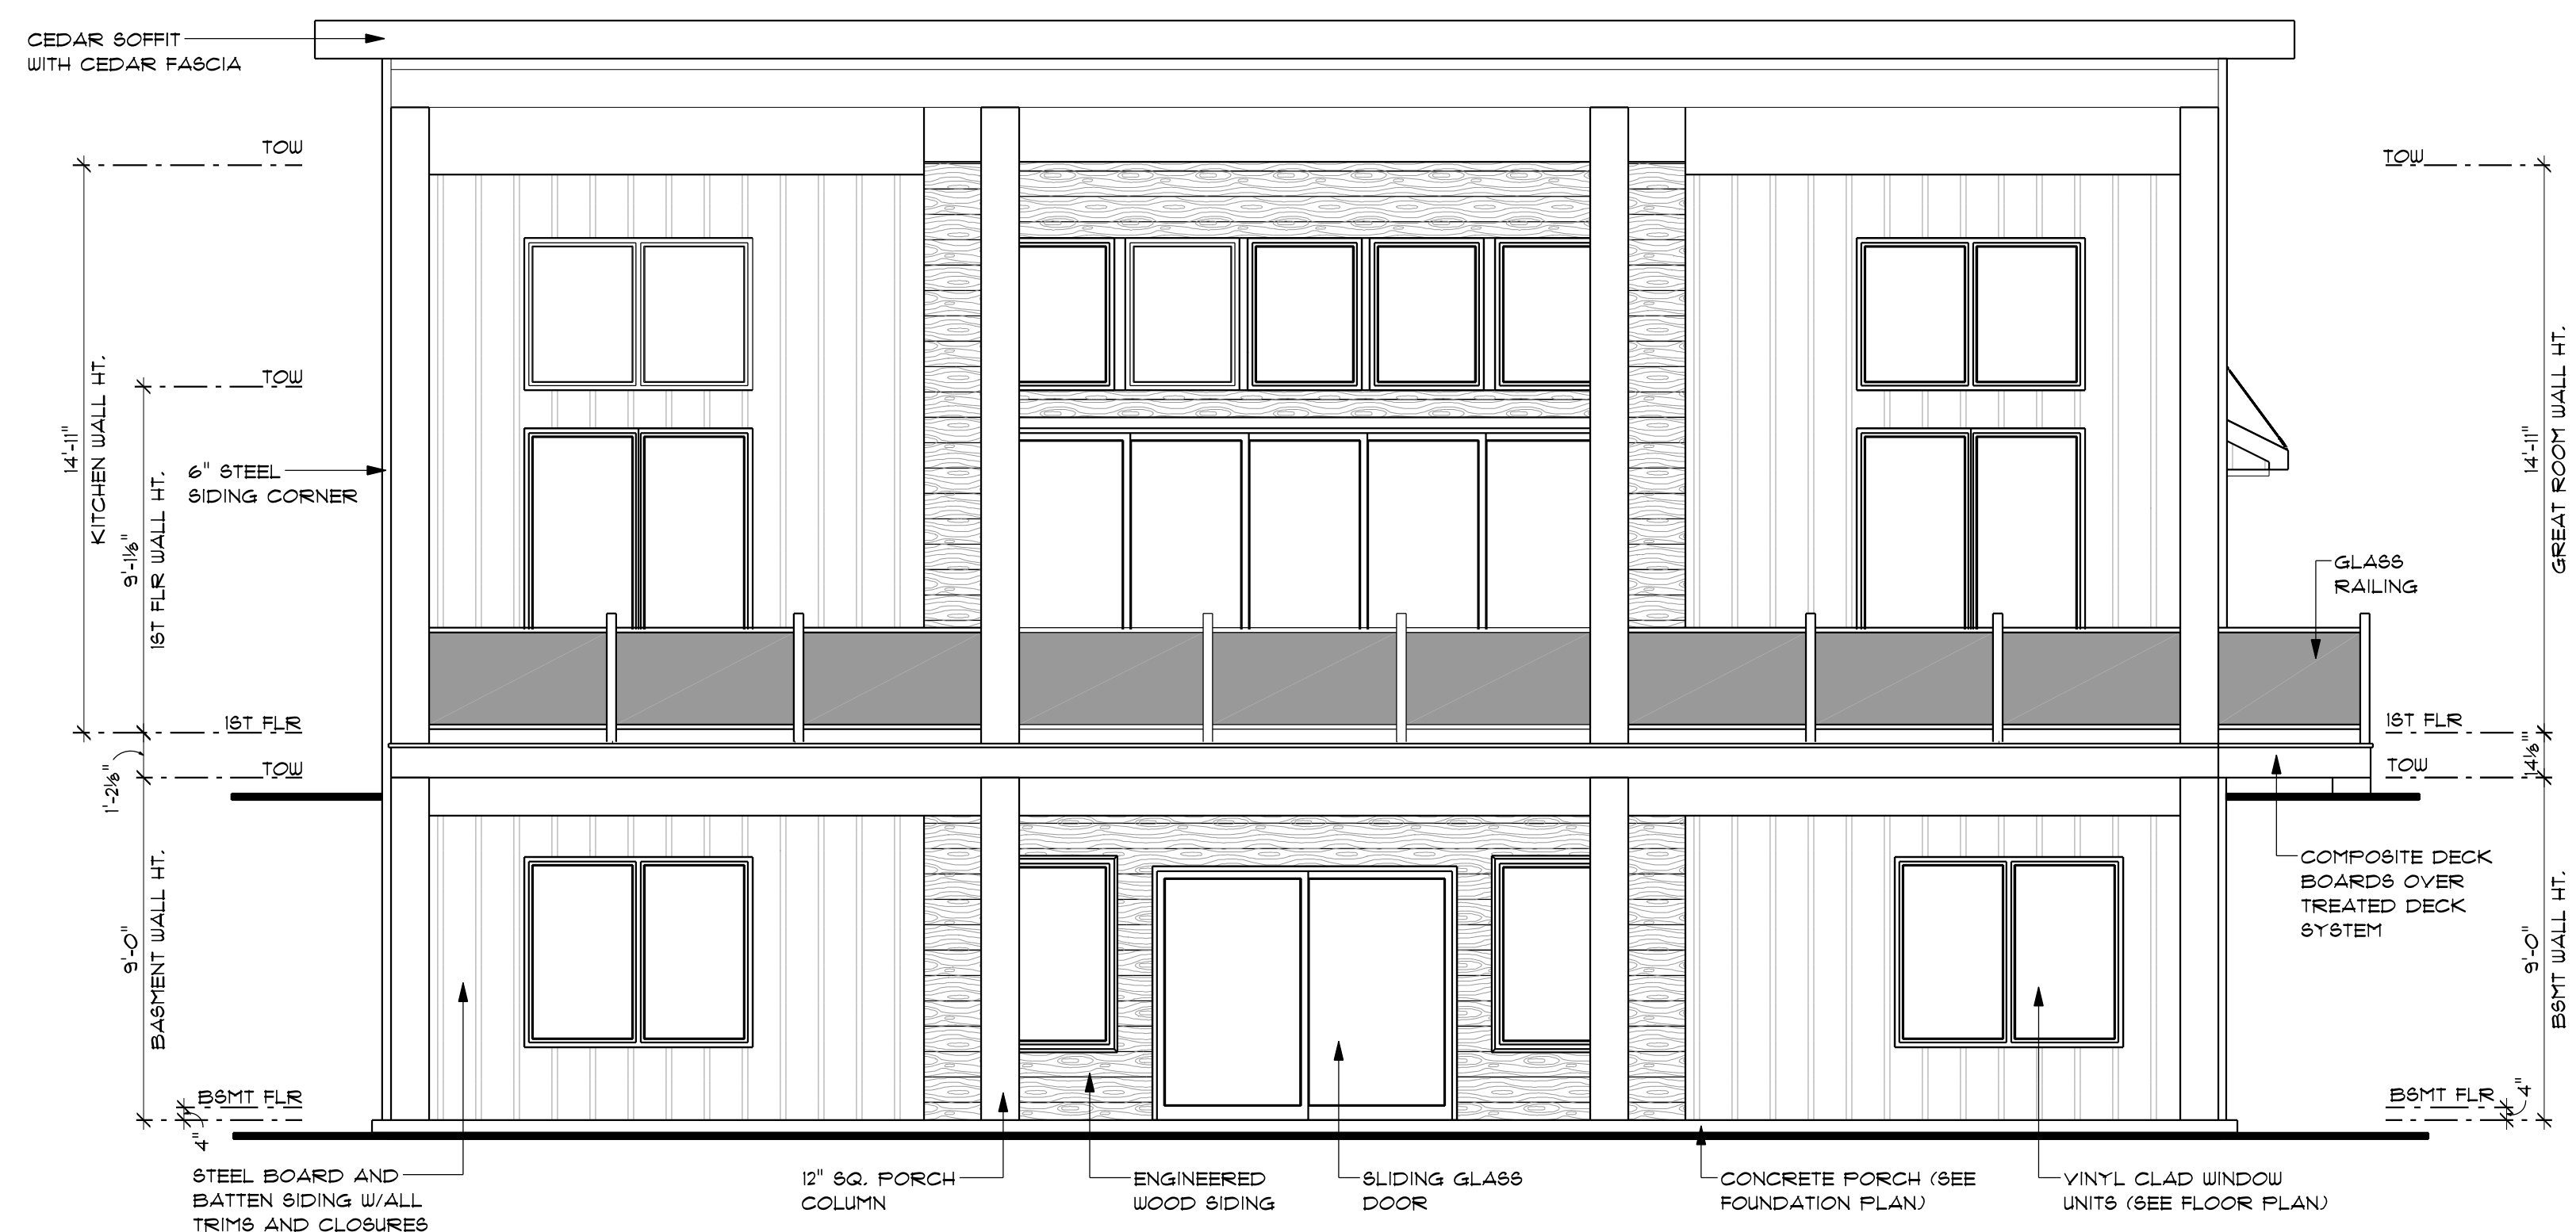 CEDAR SOFFIT
WITH CEDAR FASCIA
TOW
TOW
14'-11"
KITCHEN WALL HT.
TOW
9'-1 1/8"
1ST FLR WALL HT.
6" STEEL
SIDING CORNER
14'-11"
GREAT ROOM WALL HT.
GLASS
RAILING
1ST FLR
1ST FLR
1'-2 1/8"
TOW
14 1/8"
TOW
9'-0"
BASMENT WALL HT.
COMPOSITE DECK
BOARDS OVER
TREATED DECK
SYSTEM
9'-0"
BSMT WALL HT.
BSMT FLR
4"
BSMT FLR
4"
STEEL BOARD AND
BATTEN SIDING W/ALL
TRIMS AND CLOSURES
12" SQ. PORCH
COLUMN
ENGINEERED
WOOD SIDING
SLIDING GLASS
DOOR
CONCRETE PORCH (SEE
FOUNDATION PLAN)
VINYL CLAD WINDOW
UNITS (SEE FLOOR PLAN)